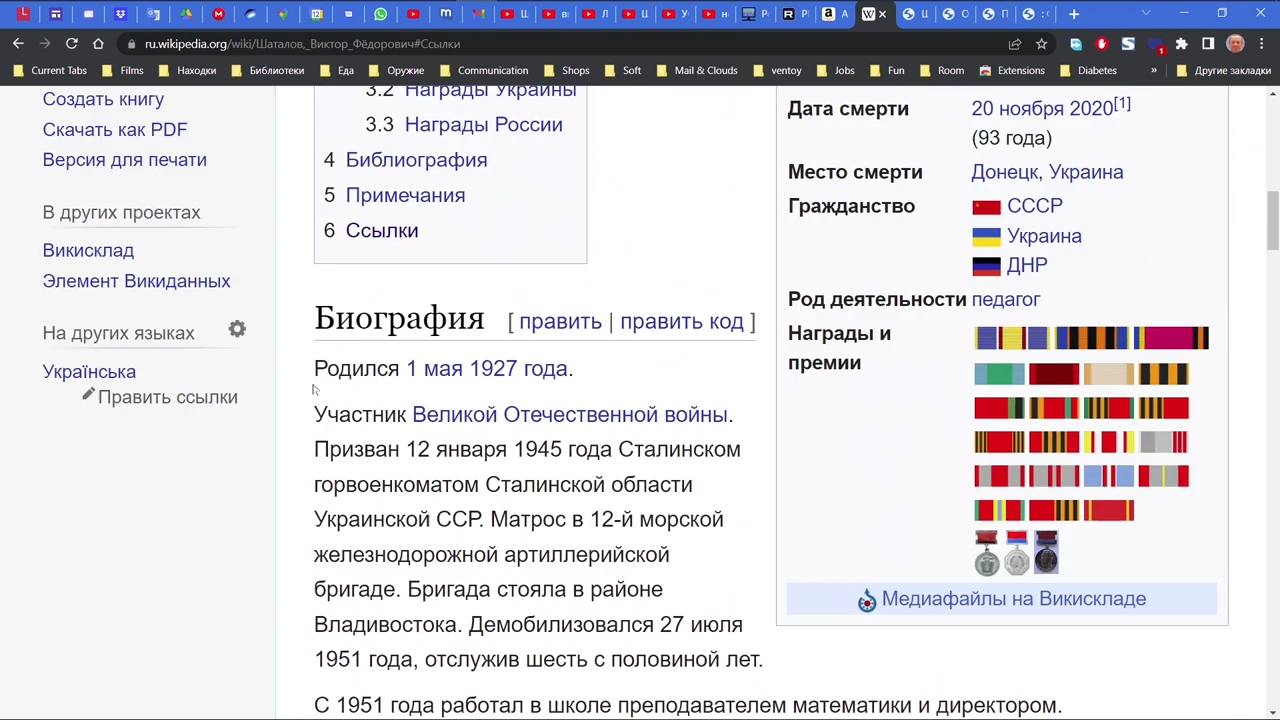 ru.wikipedia.org/wiki/Шаталов,_Виктор_Фёдорович#Ссылки
Current Tabs
Films
Находки
Библиотеки
Еда
Оружие
Communication
Shops
Soft
Mail & Clouds
ventoy
Jobs
Fun
Room
Extensions
Diabetes
»
Другие закладки
Создать книгу
Скачать как PDF
Версия для печати
В других проектах
Викисклад
Элемент Викиданных
На других языках
Українська
Править ссылки
3.2 Награды Украины
3.3 Награды России
4 Библиография
5 Примечания
6 Ссылки
Биография [ править | править код ]
Родился 1 мая 1927 года.
Участник Великой Отечественной войны.
Призван 12 января 1945 года Сталинском
горвоенкоматом Сталинской области
Украинской ССР. Матрос в 12-й морской
железнодорожной артиллерийской
бригаде. Бригада стояла в районе
Владивостока. Демобилизовался 27 июля
1951 года, отслужив шесть с половиной лет.
С 1951 года работал в школе преподавателем математики и директором.
Дата смерти 20 ноября 2020[1]
(93 года)
Место смерти Донецк, Украина
Гражданство СССР
Украина
ДНР
Род деятельности педагог
Награды и
премии
Медиафайлы на Викискладе